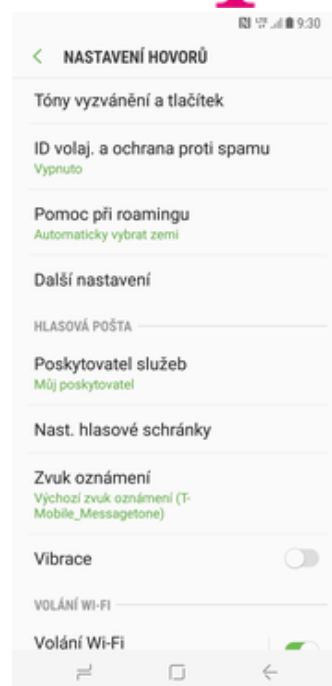 9:30
NASTAVENÍ HOVORŮ
Tóny vyzvánění a tlačítek
ID volaj. a ochrana proti spamu
Vypnuto
Pomoc při roamingu
Automaticky vybrat zemi
Další nastavení
HLASOVÁ POŠTA
Poskytovatel služeb
Můj poskytovatel
Nast. hlasové schránky
Zvuk oznámení
Výchozí zvuk oznámení (T-
Mobile_Messagetone)
Vibrace
VOLÁNÍ WI-FI
Volání Wi-Fi